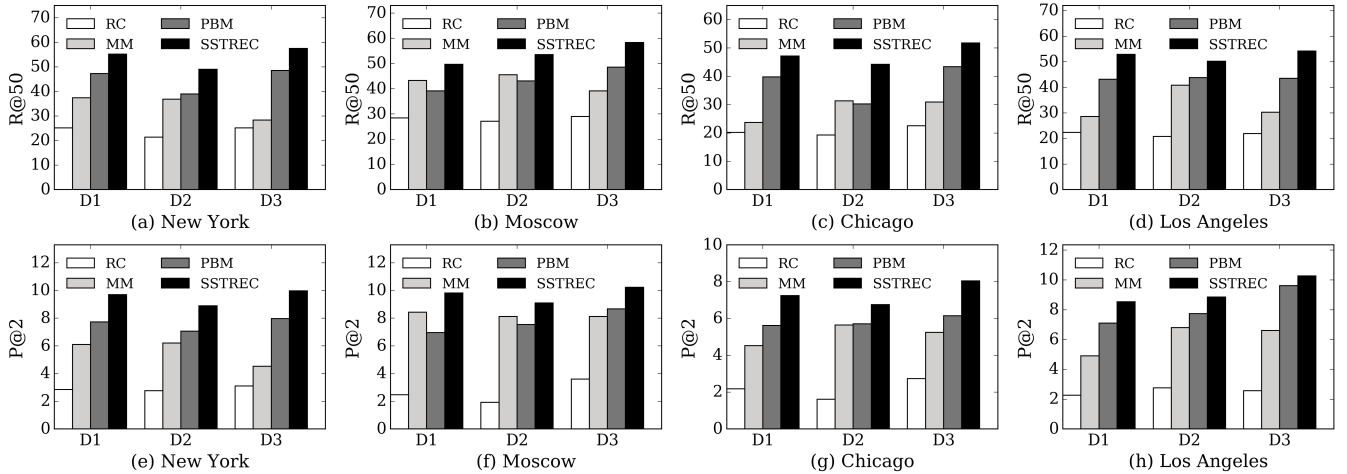 R@50
70
60
50
40
30
20
10
0
RC
MM
PBM
SSTREC
D1 D2 D3
(a) New York
R@50
70
60
50
40
30
20
10
0
RC
MM
PBM
SSTREC
D1 D2 D3
(b) Moscow
R@50
60
50
40
30
20
10
0
RC
MM
PBM
SSTREC
D1 D2 D3
(c) Chicago
R@50
70
60
50
40
30
20
10
0
RC
MM
PBM
SSTREC
D1 D2 D3
(d) Los Angeles
P@2
12
10
8
6
4
2
0
RC
MM
PBM
SSTREC
D1 D2 D3
(e) New York
P@2
12
10
8
6
4
2
0
RC
MM
PBM
SSTREC
D1 D2 D3
(f) Moscow
P@2
10
8
6
4
2
0
RC
MM
PBM
SSTREC
D1 D2 D3
(g) Chicago
P@2
12
10
8
6
4
2
0
RC
MM
PBM
SSTREC
D1 D2 D3
(h) Los Angeles